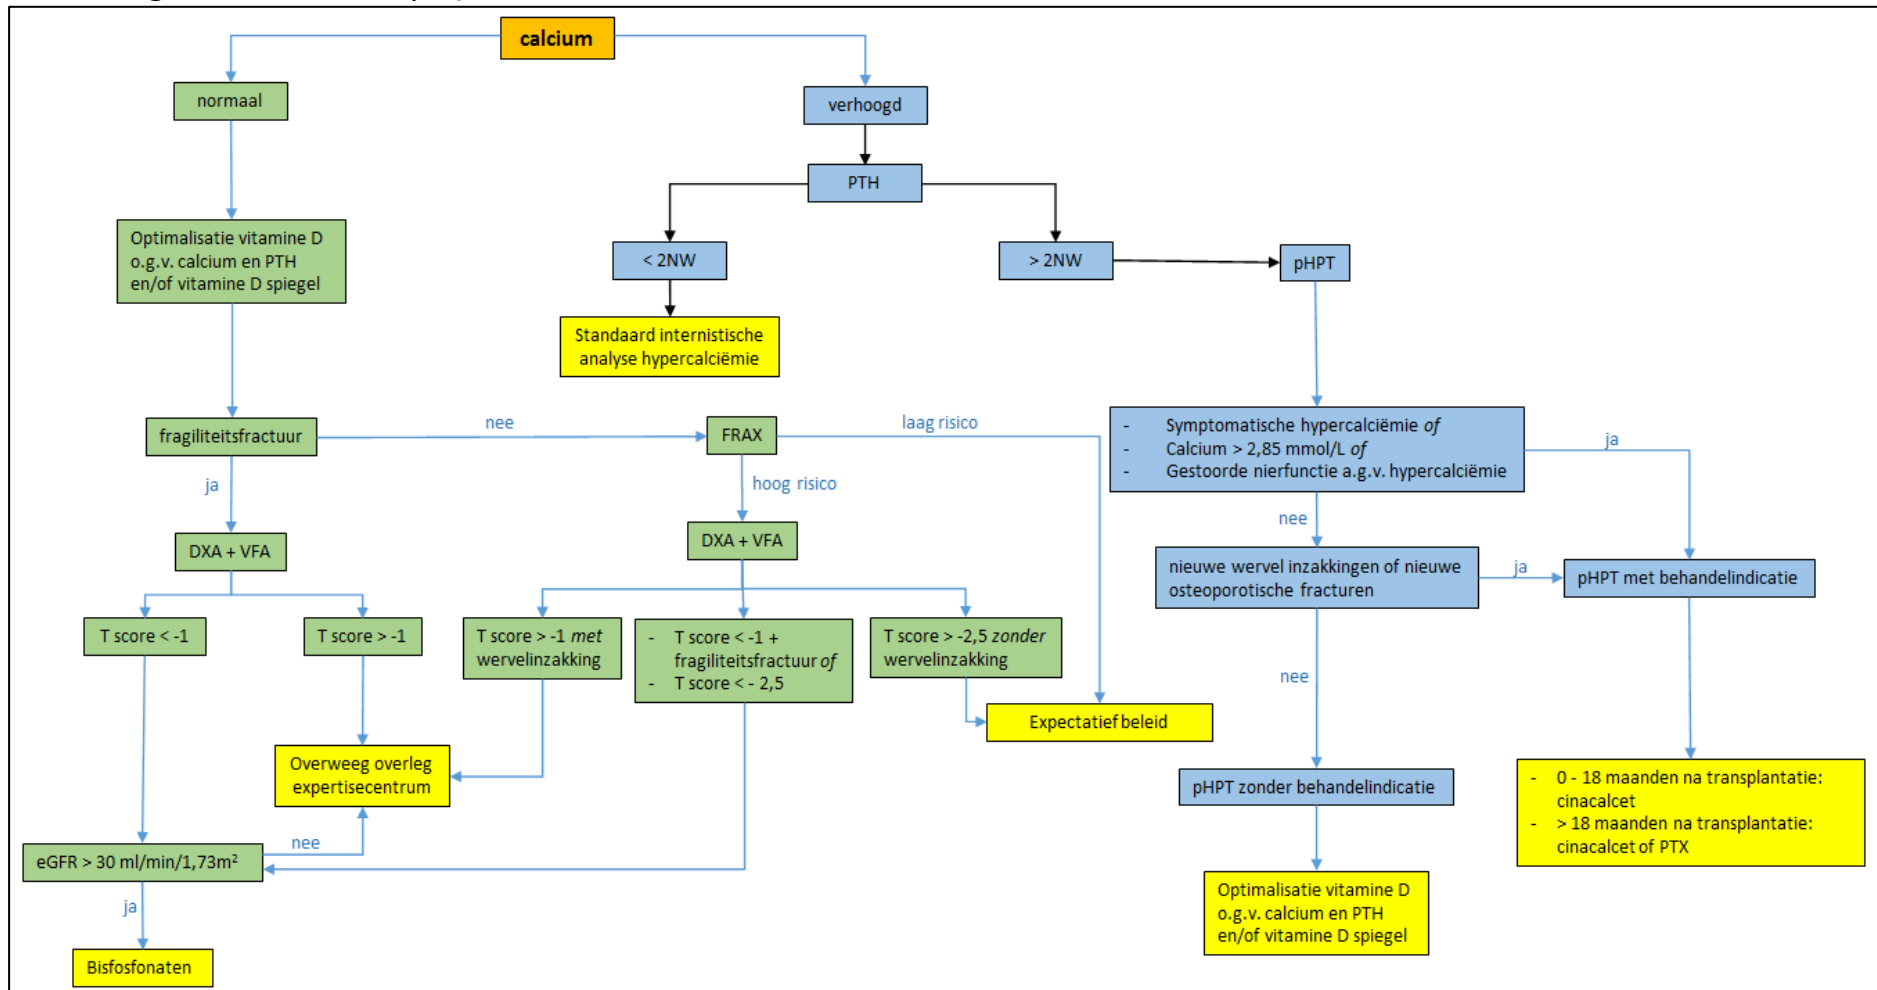 calcium
normaal
verhoogd
PTH
Optimalisatie vitamine D
o.g.v. calcium en PTH
en/of vitamine D spiegel
< 2NW
> 2NW
pHPT
Standaard internistische
analyse hypercalciëmie
fragiliteitsfractuur
nee
FRAX
laag risico
- Symptomatische hypercalciëmie of
- Calcium > 2,85 mmol/L of
- Gestoorde nierfunctie a.g.v. hypercalciëmie
ja
ja
hoog risico
nee
DXA + VFA
DXA + VFA
nieuwe wervel inzakkingen of nieuwe
osteoporotische fracturen
ja
pHPT met behandelindicatie
T score < -1
T score > -1
T score > -1 met
wervelinzakking
- T score < -1 +
fragiliteitsfractuur of
- T score < - 2,5
T score > -2,5 zonder
wervelinzakking
nee
Expectatief beleid
Overweeg overleg
expertisecentrum
pHPT zonder behandelindicatie
- 0 - 18 maanden na transplantatie:
cinacalcet
- > 18 maanden na transplantatie:
cinacalcet of PTX
nee
eGFR > 30 ml/min/1,73m²
ja
Optimalisatie vitamine D
o.g.v. calcium en PTH
en/of vitamine D spiegel
Bisfosfonaten